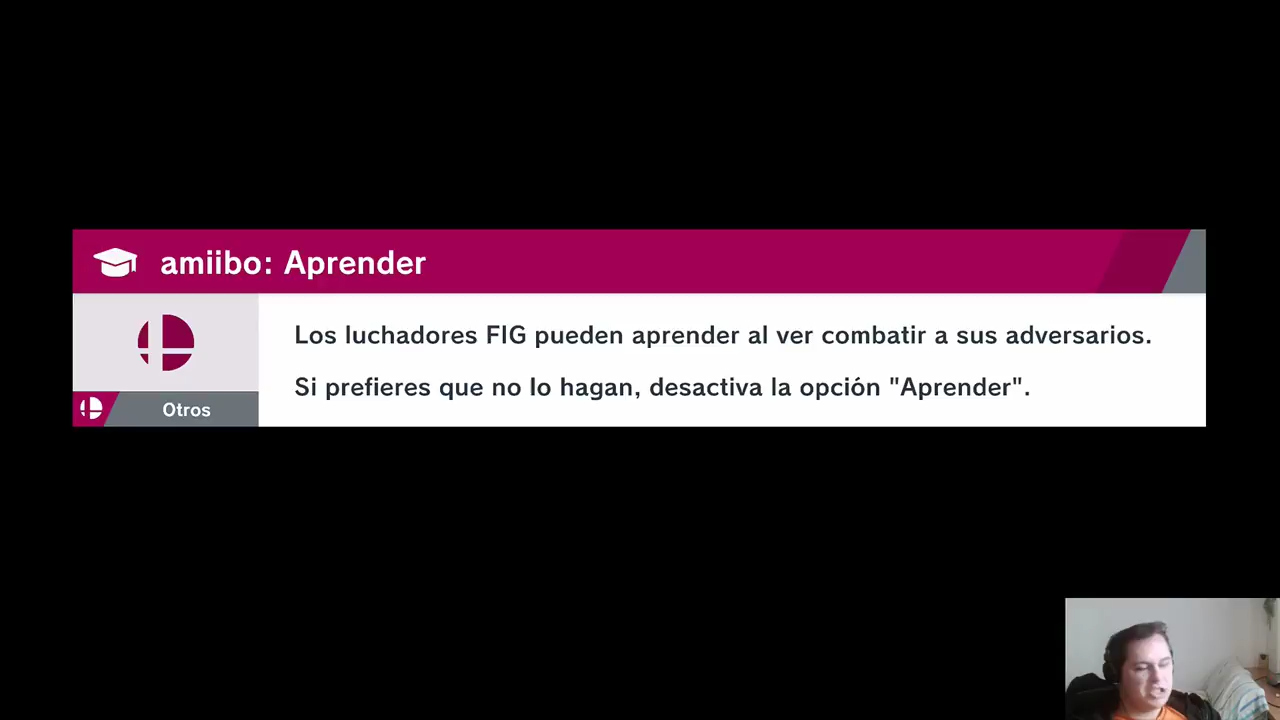 amiibo: Aprender
Los luchadores FIG pueden aprender al ver combatir a sus adversarios.
Si prefieres que no lo hagan, desactiva la opción "Aprender".
Otros